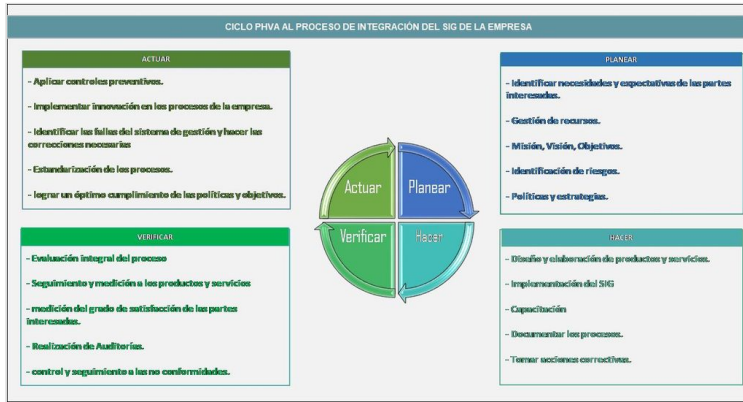 CICLO PHVA AL PROCESO DE INTEGRACIÓN DEL SIG DE LA EMPRESA
ACTUAR
- Aplicar controles preventivos.
- Implementar innovación en los procesos de la empresa.
- Identificar las fallas del sistema de gestión y hacer las
correcciones necesarias
- Estandarización de los procesos.
- lograr un óptimo cumplimiento de las políticas y objetivos.
PLANEAR
- Identificar necesidades y expectativas de las partes
interesadas.
- Gestión de recursos.
- Misión, Visión, Objetivos.
- Identificación de riesgos.
- Políticas y estrategias.
Actuar
Planear
Verificar
Hacer
VERIFICAR
- Evaluación integral del proceso
- Seguimiento y medición a los productos y servicios
- medición del grado de satisfacción de las partes
interesadas.
- Realización de Auditorías.
- control y seguimiento a las no conformidades.
HACER
- Diseño y elaboración de productos y servicios.
- Implementación del SIG
- Capacitación
- Documentar los procesos.
- Tomar acciones correctivas.